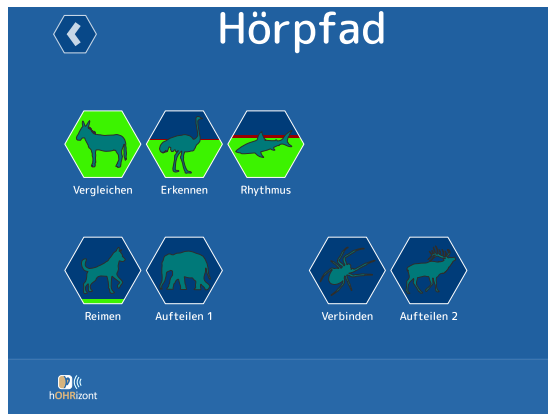 Hörpfad
Vergleichen
Erkennen
Rhythmus
Reimen
Aufteilen 1
Verbinden
Aufteilen 2
hOHRizont